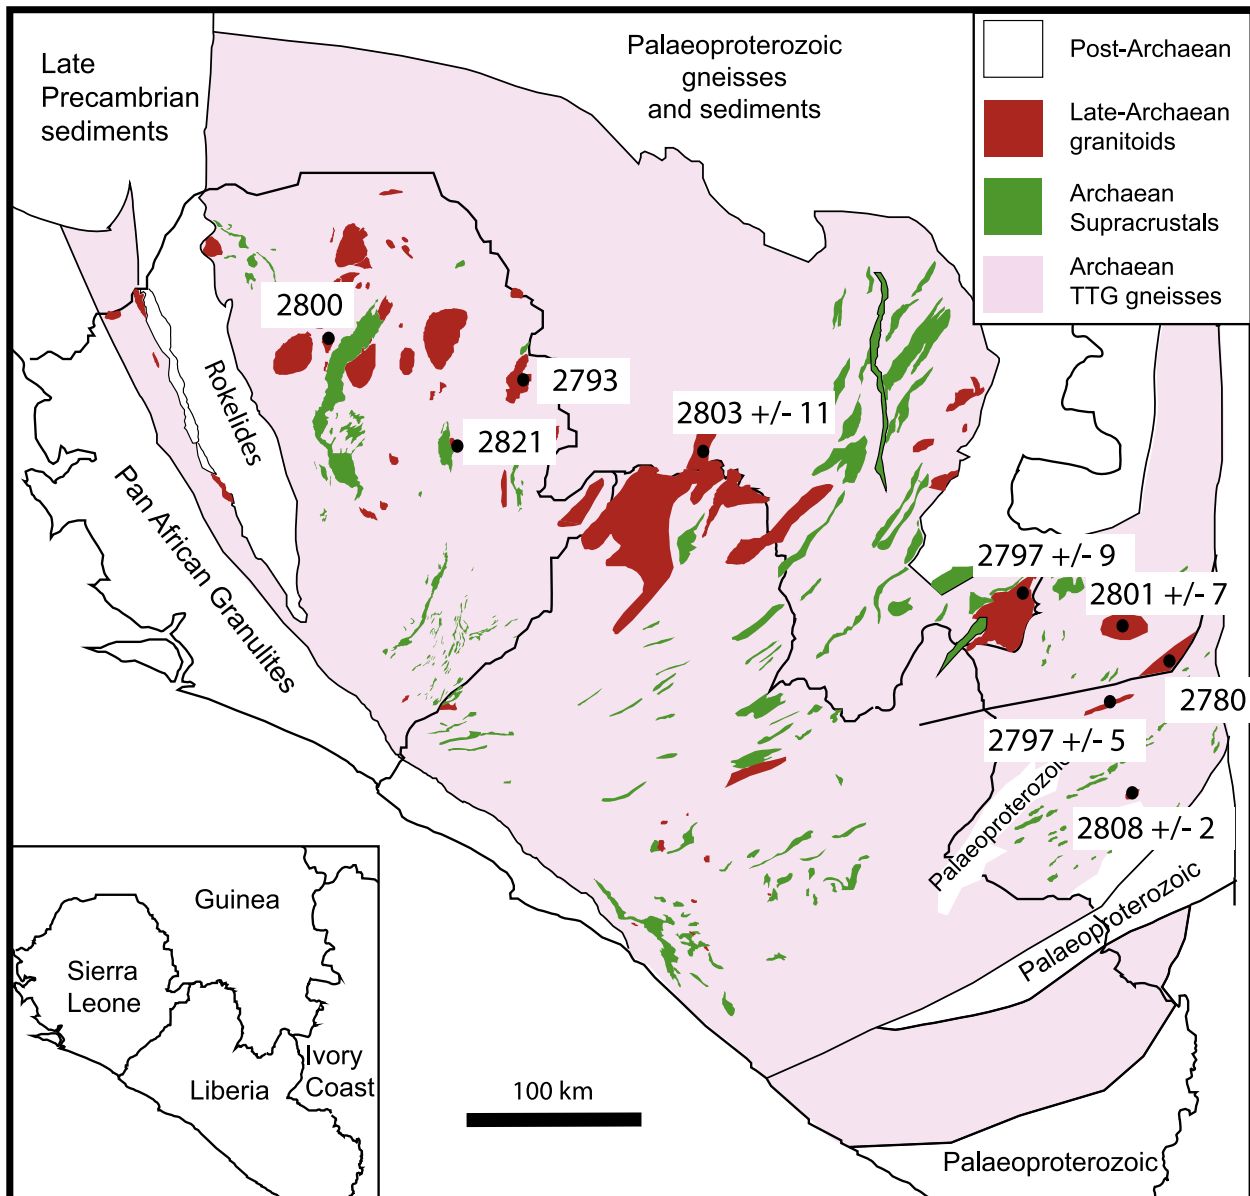 Late
Precambrian
sediments
Palaeoproterozoic
gneisses
and sediments
Post-Archaean
Late-Archaean
granitoids
Archaean
Supracrustals
Archaean
TTG gneisses
2800
2793
2821
2803 +/- 11
Rokelides
Pan African Granulites
2797 +/- 9
2801 +/- 7
2780
2797 +/- 5
2808 +/- 2
Palaeoproterozoic
Palaeoproterozoic
Palaeoproterozoic
100 km
Guinea
Sierra
Leone
Liberia
Ivory
Coast